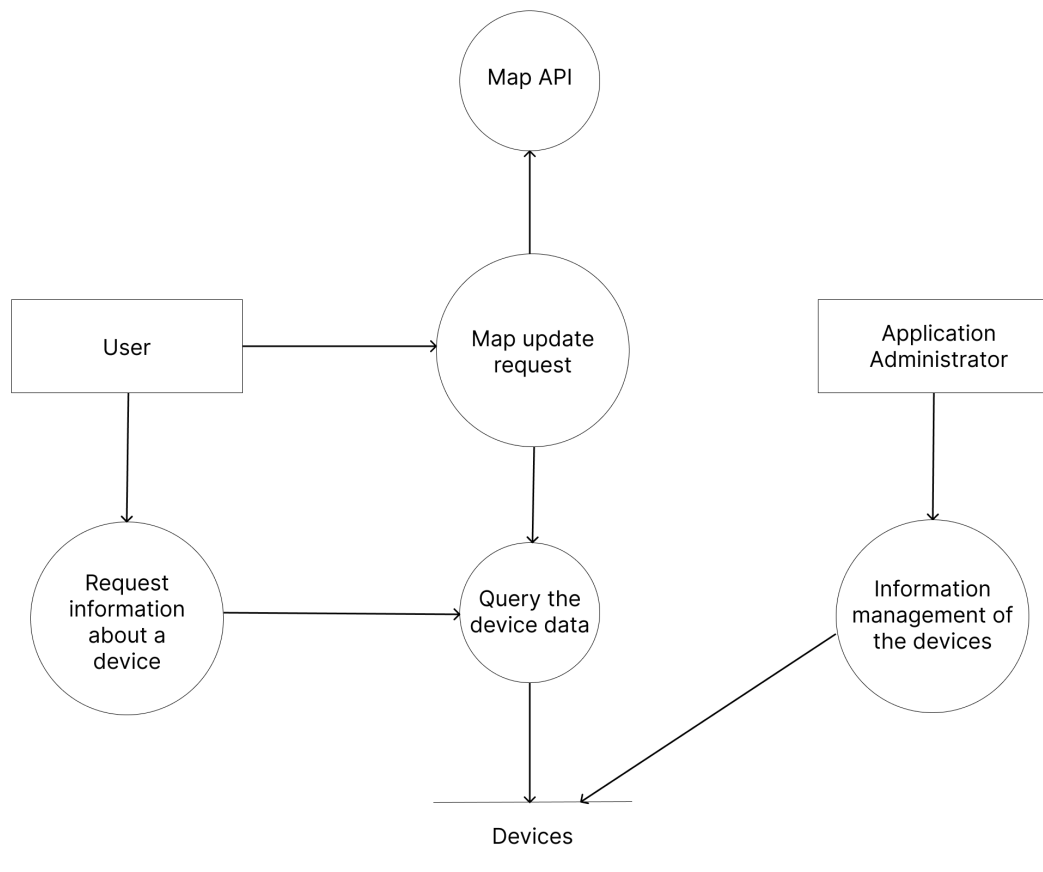 Map API
User
Map update
request
Application
Administrator
Request
information
about a
device
Query the
device data
Information
management of
the devices
Devices